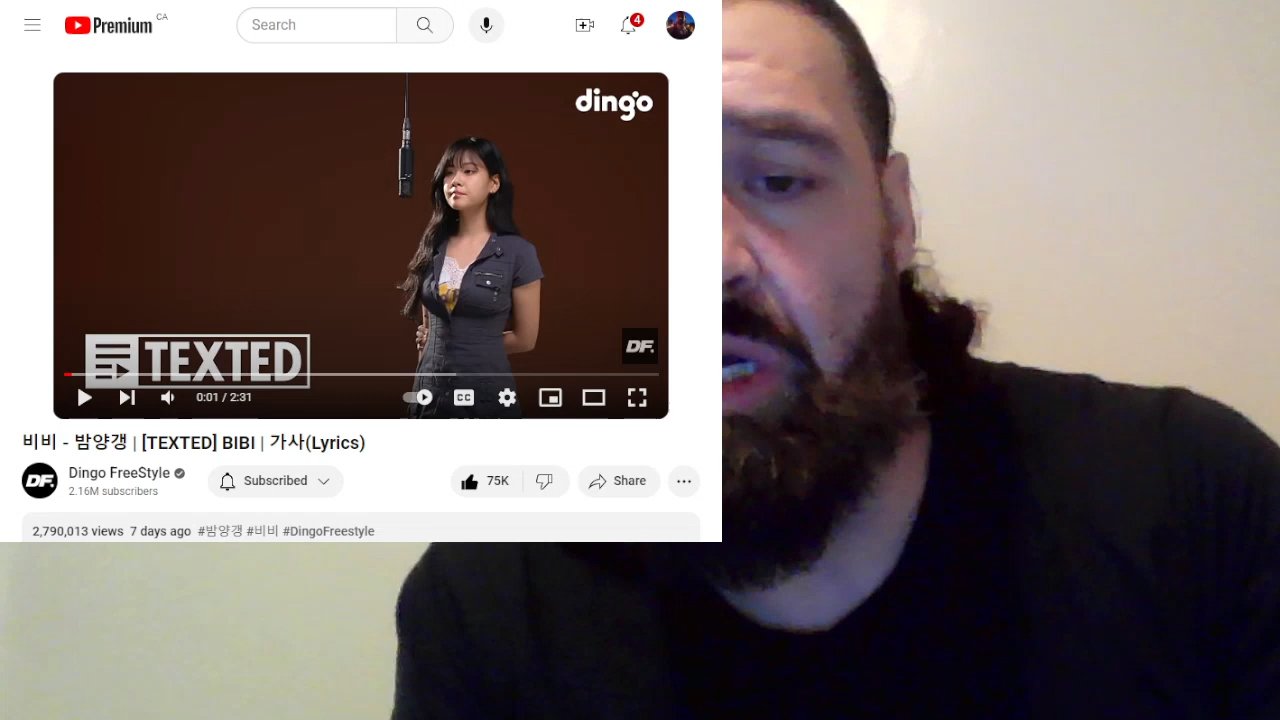 Premium CA
Search
4
dingo
DF.
TEXTED
0:01 / 2:31
CC
비비 - 밤양갱 | [TEXTED] BIBI | 가사(Lyrics)
DF.
Dingo FreeStyle
2.16M subscribers
Subscribed
75K
Share
2,790,013 views 7 days ago #밤양갱 #비비 #DingoFreestyle